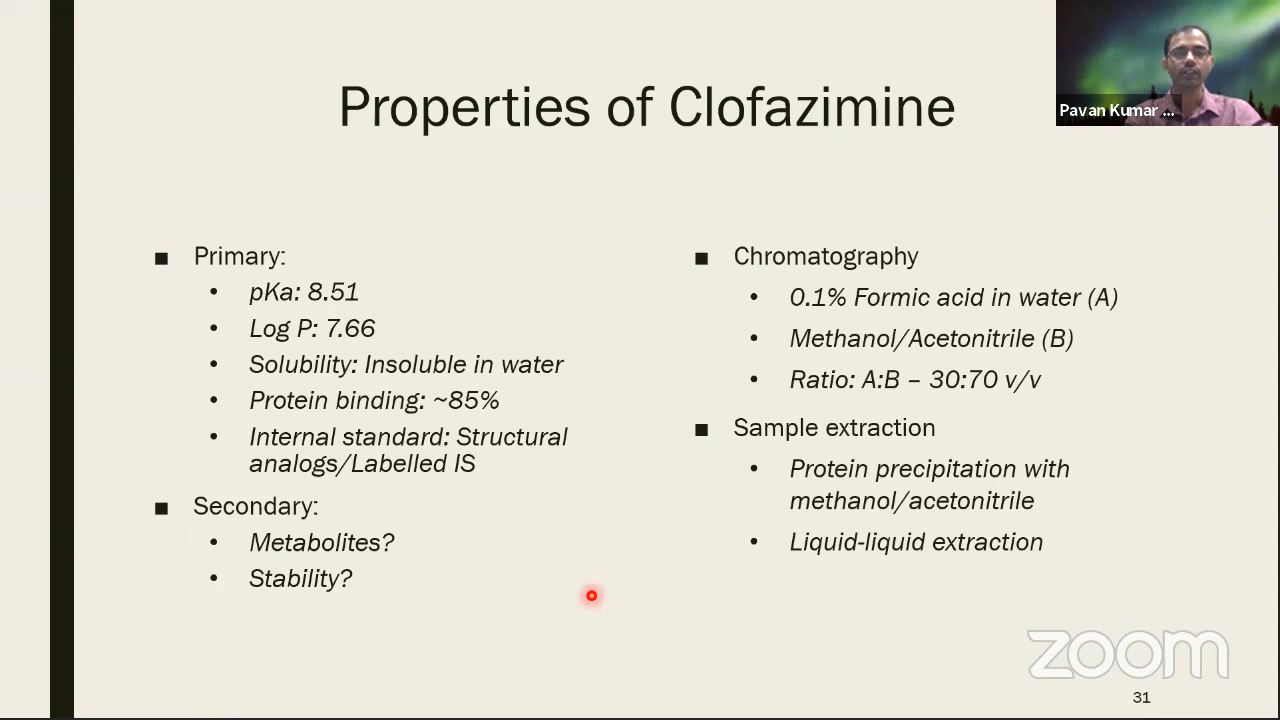 Properties of Clofazimine
Pavan Kumar ...
■ Primary:
• pKa: 8.51
• Log P: 7.66
• Solubility: Insoluble in water
• Protein binding: ~85%
• Internal standard: Structural
analogs/Labelled IS
■ Secondary:
• Metabolites?
• Stability?
■ Chromatography
• 0.1% Formic acid in water (A)
• Methanol/Acetonitrile (B)
• Ratio: A:B – 30:70 v/v
■ Sample extraction
• Protein precipitation with
methanol/acetonitrile
• Liquid-liquid extraction
zoom
31